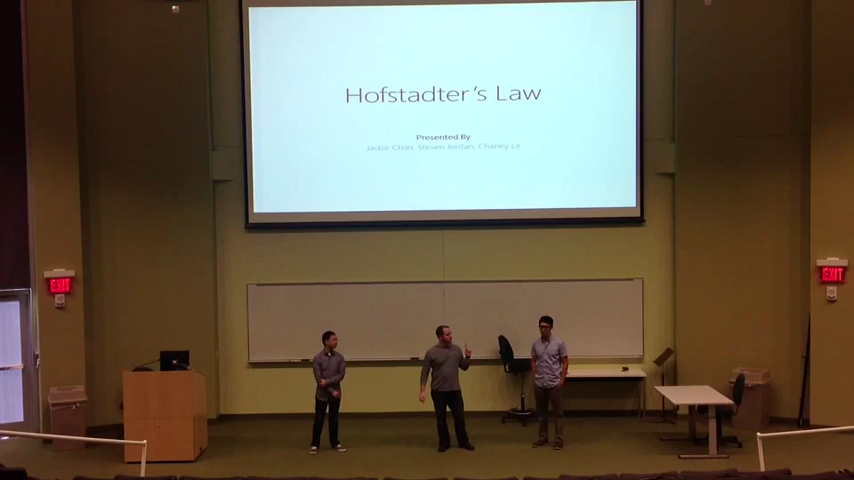 Hofstadter's Law
Presented By
Jackie Chan, Steven Jordan, Charley Le
EXIT
EXIT